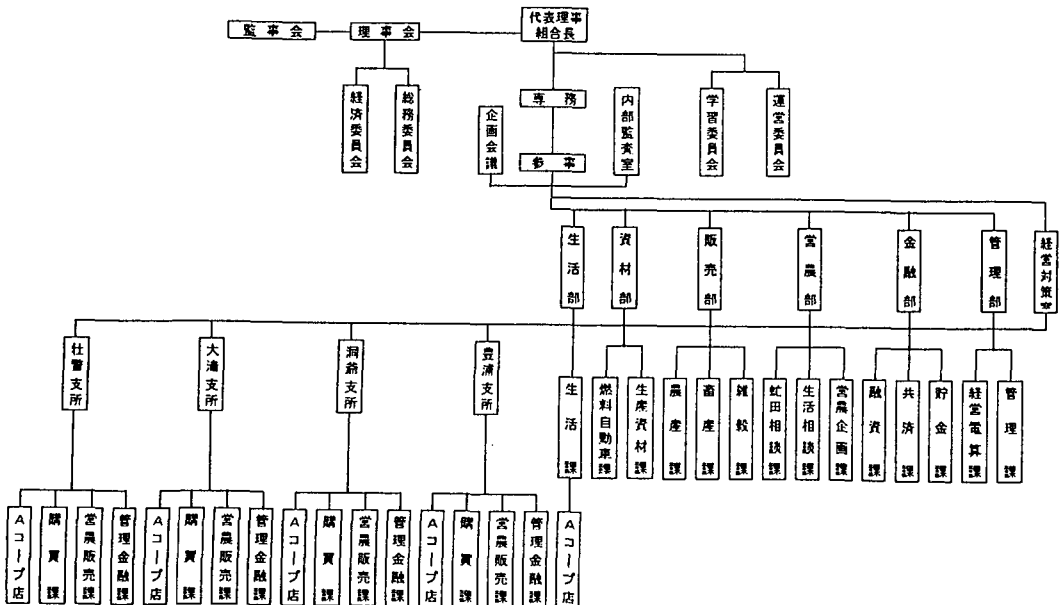 監事会
理事会
代表理事
組合長
経済委員会
総務委員会
専務
企画会議
内部監査室
学習委員会
運営委員会
参事
生活部
資材部
販売部
営農部
金融部
管理部
経営対策室
壮瞥支所
大滝支所
洞爺支所
豊浦支所
生活課
燃料自動車課
生産資材課
農産課
畜産課
雑穀課
虻田相談課
生活相談課
営農企画課
融資課
共済課
貯金課
経営電算課
管理課
Aコープ店
購買課
営農販売課
管理金融課
Aコープ店
購買課
営農販売課
管理金融課
Aコープ店
購買課
営農販売課
管理金融課
Aコープ店
購買課
営農販売課
管理金融課
Aコープ店